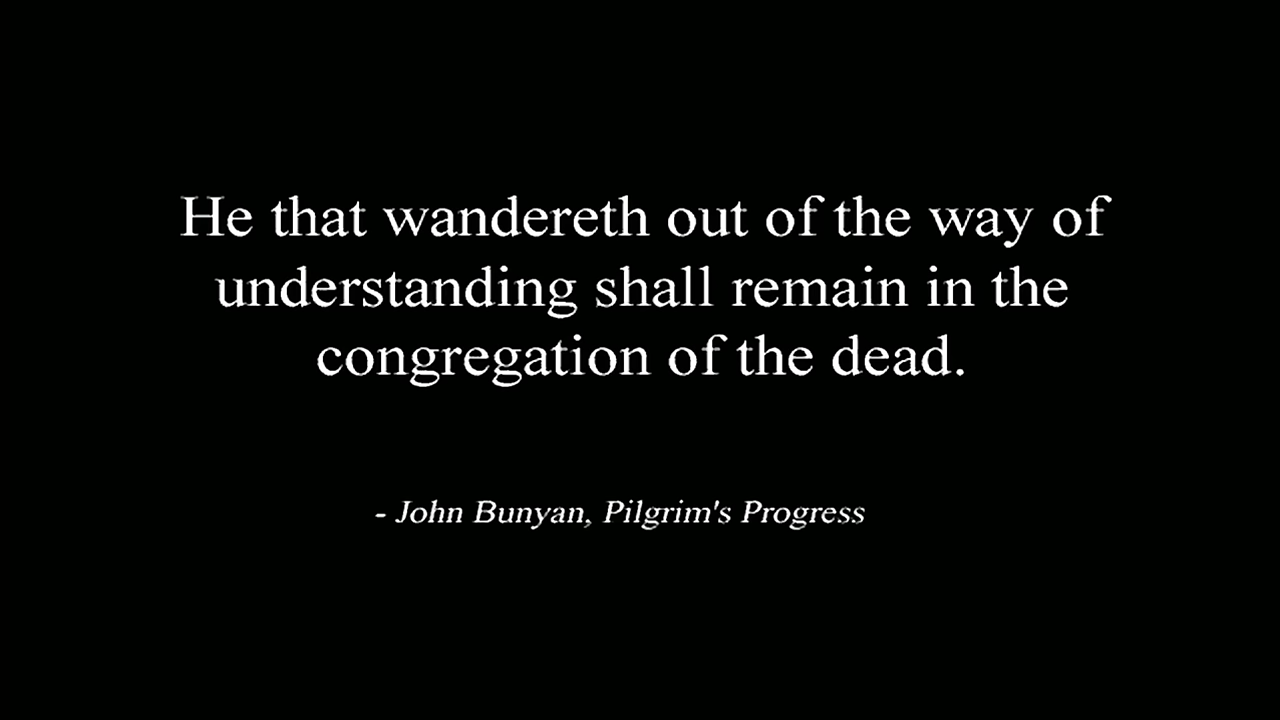 He that wandereth out of the way of
understanding shall remain in the
congregation of the dead.
- John Bunyan, Pilgrim's Progress